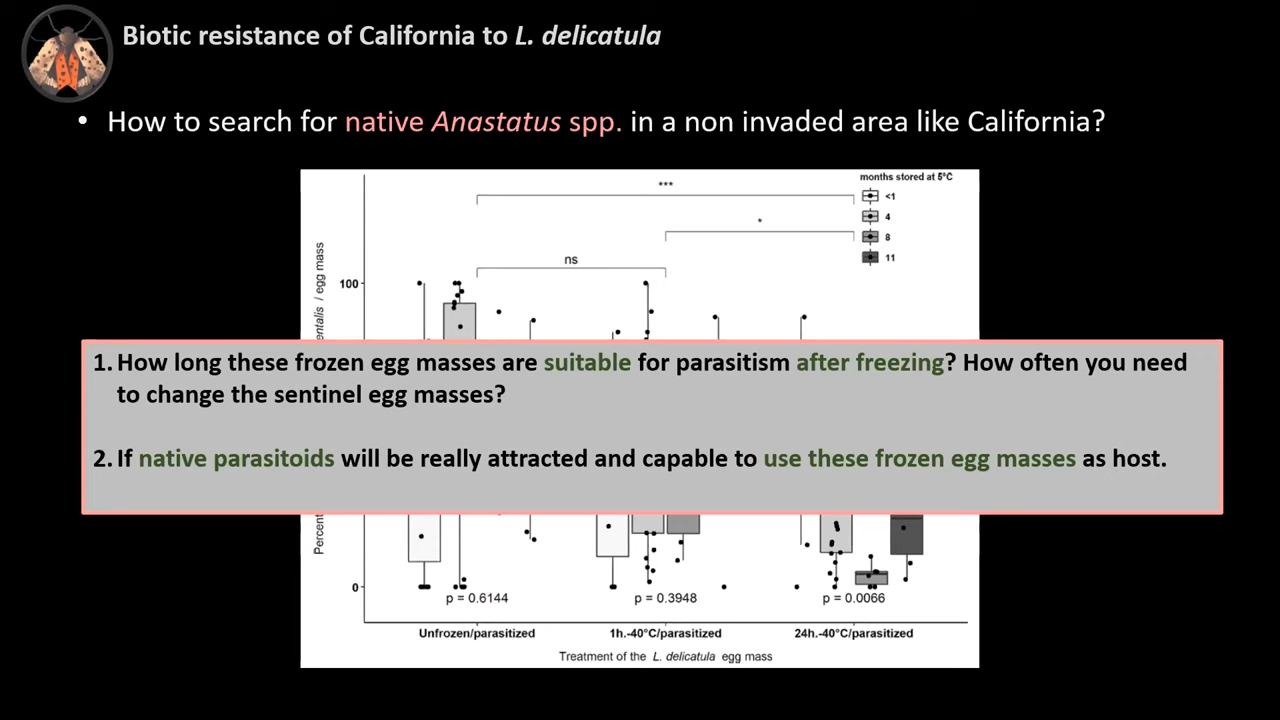 Biotic resistance of California to L. delicatula
• How to search for native Anastatus spp. in a non invaded area like California?
months stored at 5°C
<1
4
8
11
***
*
ns
entalis / egg mass
100
1. How long these frozen egg masses are suitable for parasitism after freezing? How often you need
to change the sentinel egg masses?
2. If native parasitoids will be really attracted and capable to use these frozen egg masses as host.
Percent
0
p = 0.6144
p = 0.3948
p = 0.0066
Unfrozen/parasitized
1h.-40°C/parasitized
24h.-40°C/parasitized
Treatment of the L. delicatula egg mass